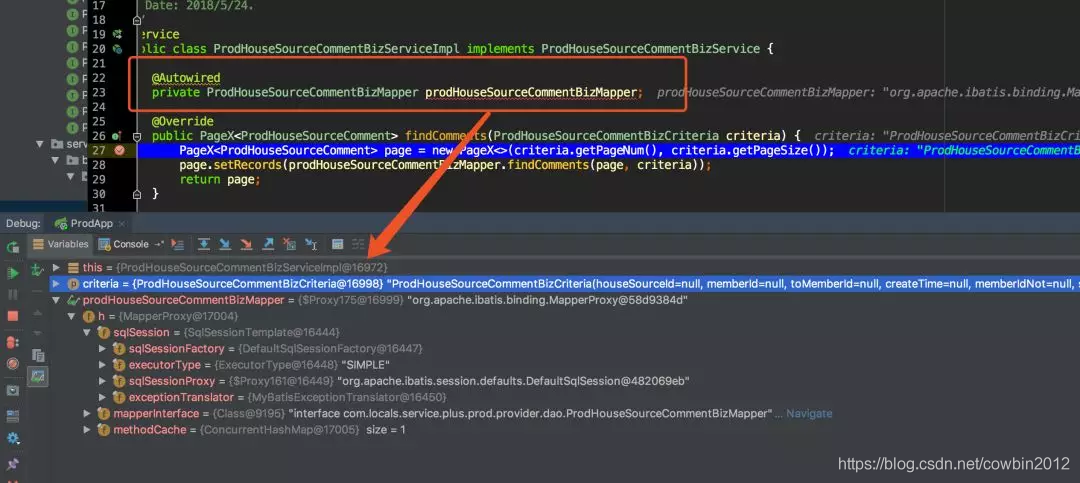 17 Date: 2018/5/24.
18
19 ervice
20 blic class ProdHouseSourceCommentBizServiceImpl implements ProdHouseSourceCommentBizService {
21
22 @Autowired
23 private ProdHouseSourceCommentBizMapper prodHouseSourceCommentBizMapper; prodHouseSourceCommentBizMapper: "org.apache.ibatis.binding.Ma
25 @Override
26 public PageX<ProdHouseSourceComment> findComments(ProdHouseSourceCommentBizCriteria criteria) { criteria: "ProdHouseSourceCommentBizCri
27 PageX<ProdHouseSourceComment> page = new PageX<>(criteria.getPageNum(), criteria.getPageSize()); criteria: "ProdHouseSourceCommentB
28 page.setRecords(prodHouseSourceCommentBizMapper.findComments(page, criteria));
29 return page;
30 }
31
serv
b
Debug: ProdApp ×
Variables Console
this = {ProdHouseSourceCommentBizServiceImpl@16972}
criteria = {ProdHouseSourceCommentBizCriteria@16998} "ProdHouseSourceCommentBizCriteria(houseSourceId=null, memberId=null, toMemberId=null, createTime=null, memberIdNot=null, s
prodHouseSourceCommentBizMapper = {$Proxy175@16999} "org.apache.ibatis.binding.MapperProxy@58d9384d"
h = {MapperProxy@17004}
sqlSession = {SqlSessionTemplate@16444}
sqlSessionFactory = {DefaultSqlSessionFactory@16447}
executorType = {ExecutorType@16448} "SIMPLE"
sqlSessionProxy = {$Proxy161@16449} "org.apache.ibatis.session.defaults.DefaultSqlSession@482069eb"
exceptionTranslator = {MyBatisExceptionTranslator@16450}
mapperInterface = {Class@9195} "interface com.locals.service.plus.prod.provider.dao.ProdHouseSourceCommentBizMapper" ... Navigate
methodCache = {ConcurrentHashMap@17005} size = 1
https://blog.csdn.net/cowbin2012